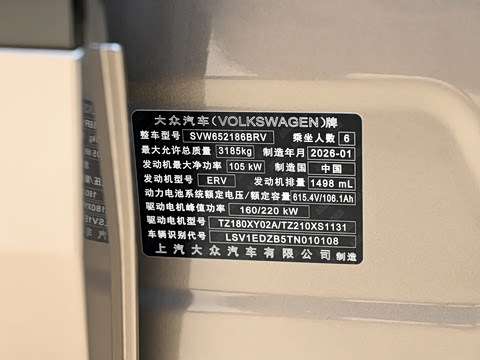 大众汽车(VOLKSWAGEN)牌
整车型号 SVW652186BRV 乘坐人数 6
最大允许总质量 3185kg 制造年月 2026-01
发动机最大净功率 105 kW 制造国 中国
发动机型号 ERV 发动机排量 1498 mL
动力电池系统额定电压/额定容量 615.4V/106.1Ah
驱动电机峰值功率 160/220 kW
驱动电机型号 TZ180XY02A/TZ210XS1131
车辆识别代号 LSV1EDZB5TN010108
上汽大众汽车有限公司 制造